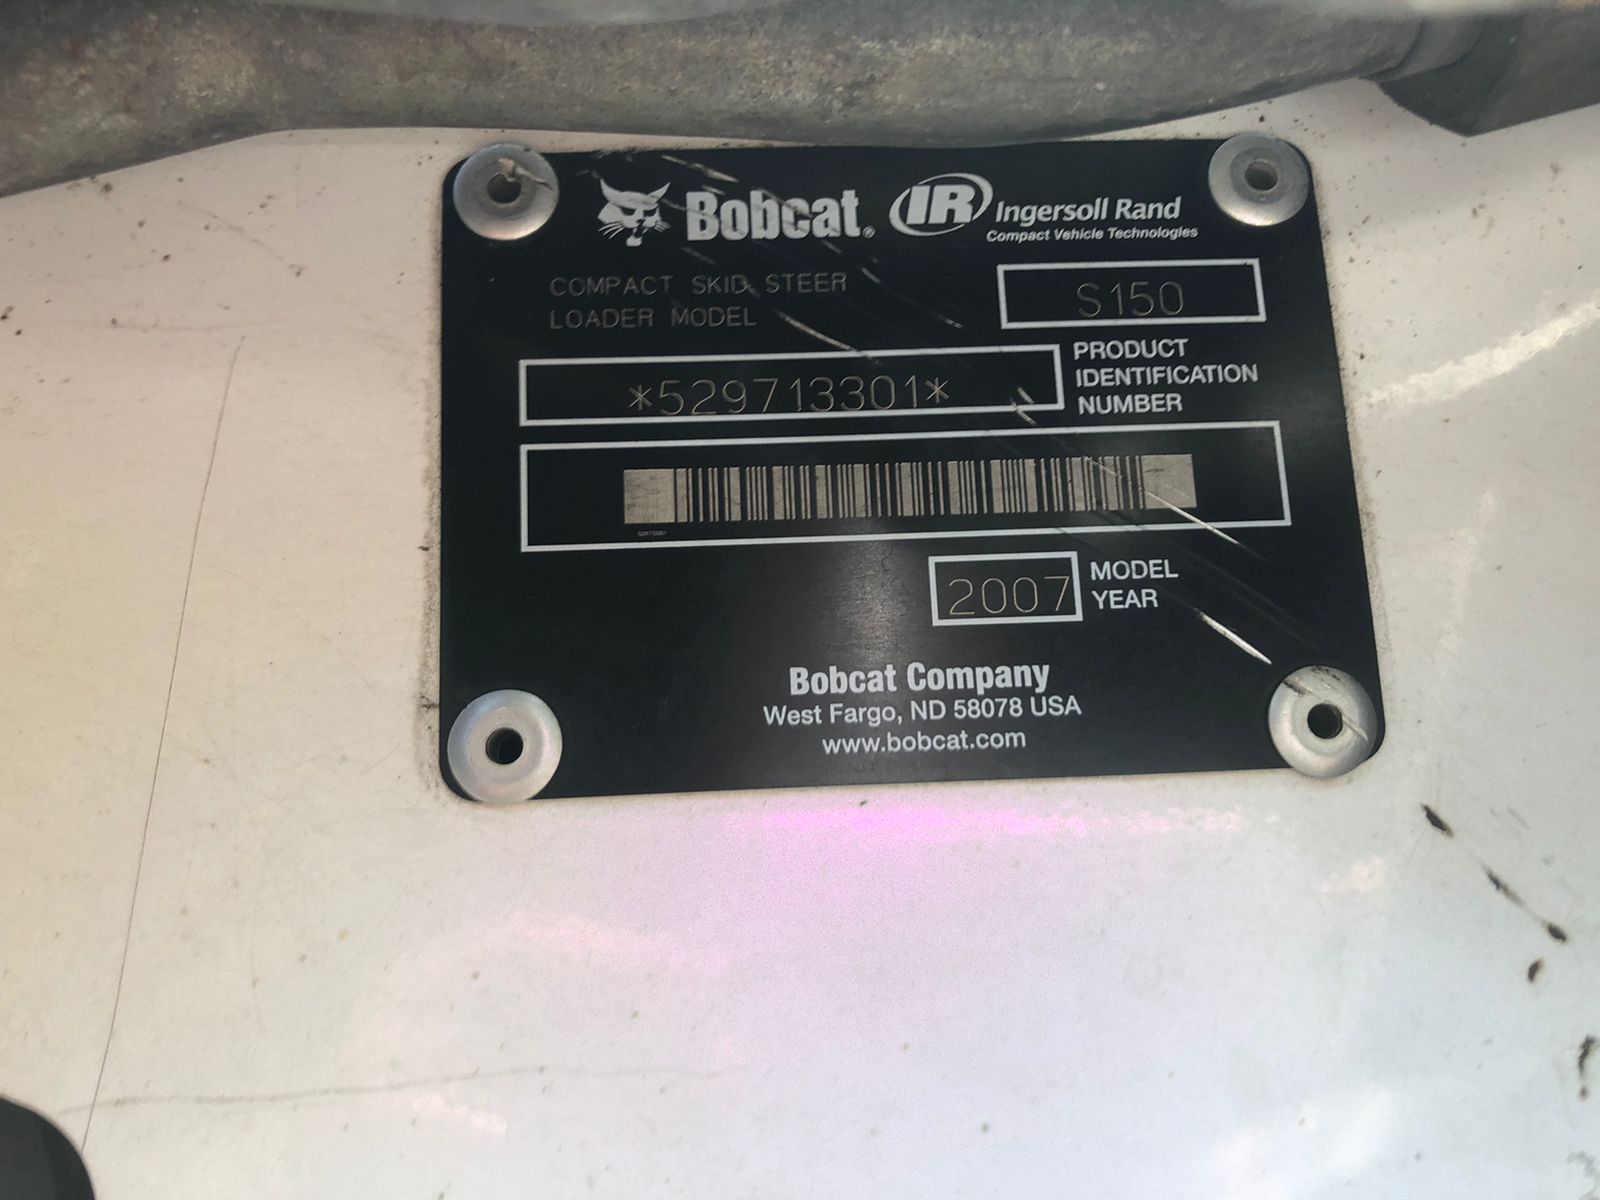 Bobcat® IR Ingersoll Rand
Compact Vehicle Technologies
COMPACT SKID STEER
LOADER MODEL
S150
*529713301*
PRODUCT
IDENTIFICATION
NUMBER
529713301
2007
MODEL
YEAR
Bobcat Company
West Fargo, ND 58078 USA
www.bobcat.com